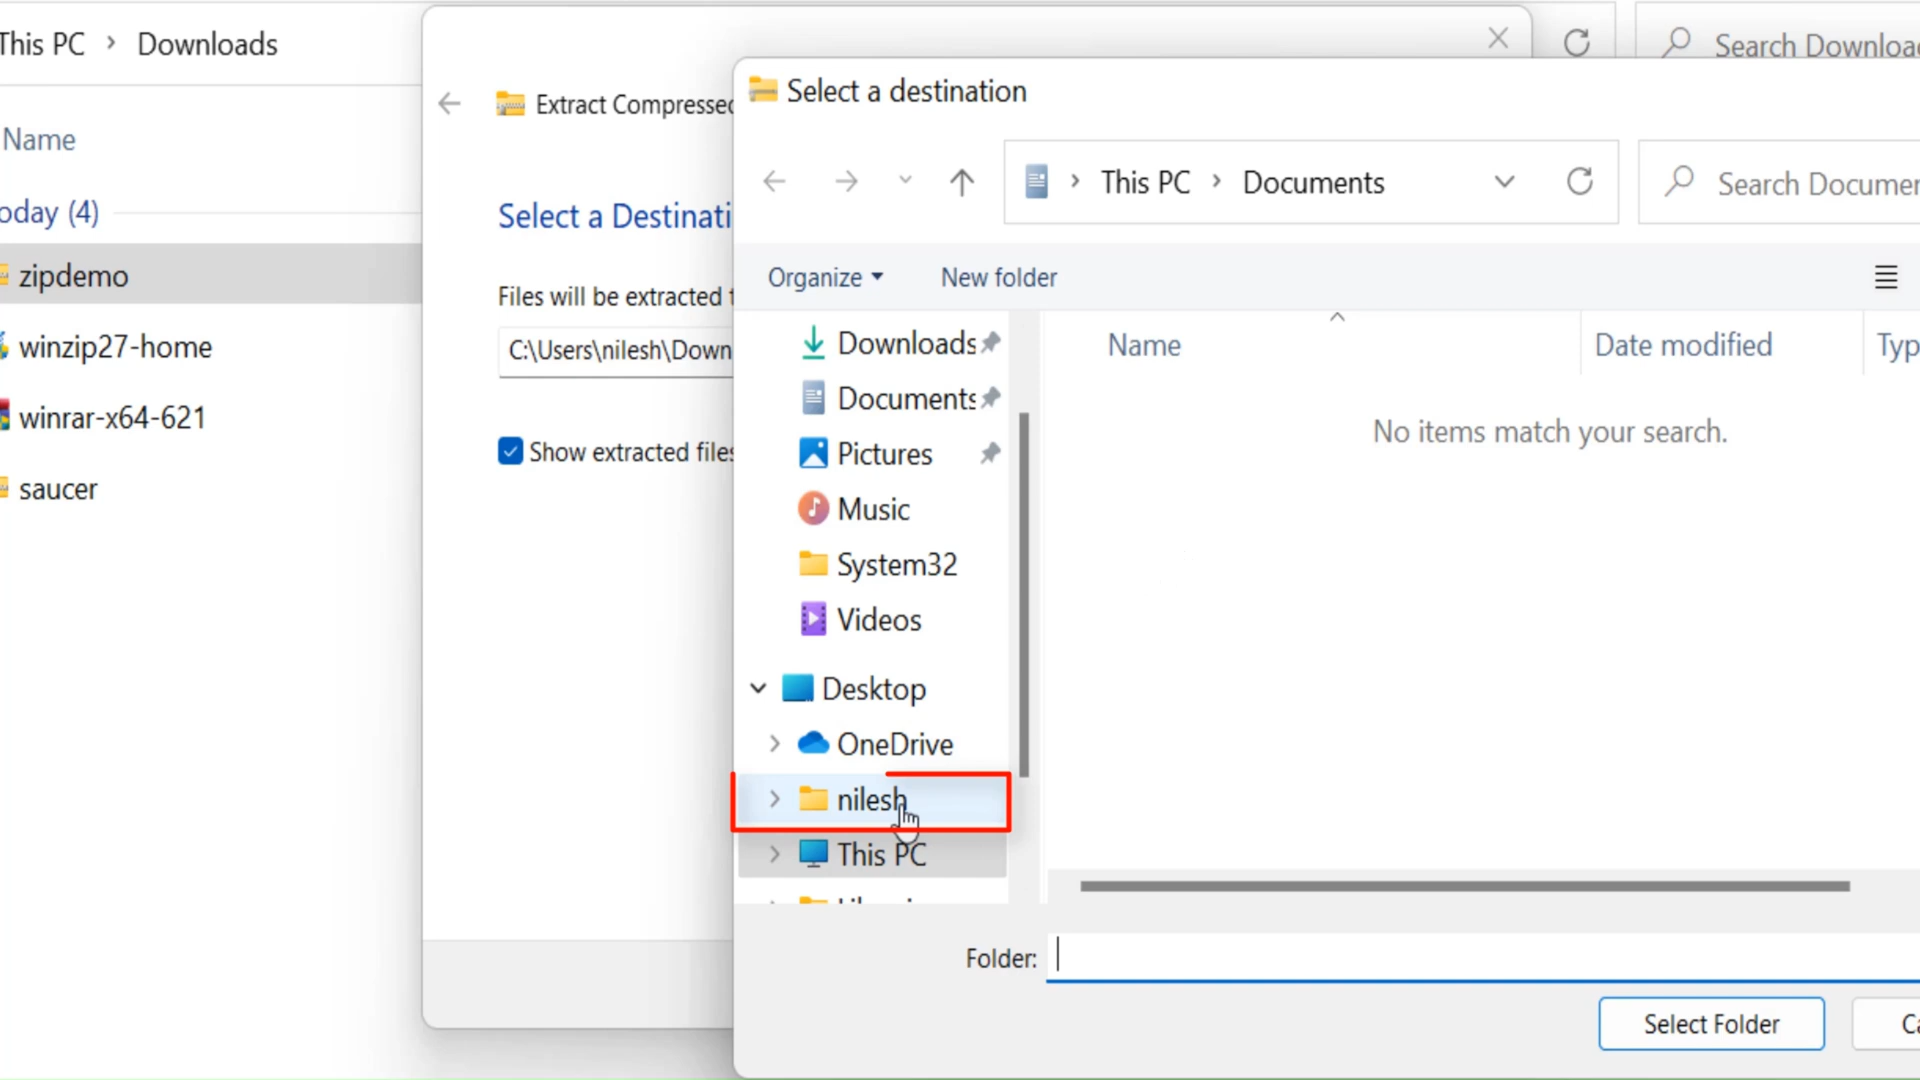 This PC > Downloads
Search Downloa
Name
oday (4)
zipdemo
winzip27-home
winrar-x64-621
saucer
Extract Compressed
Select a Destinati
Files will be extracted t
C:\Users\nilesh\Down
Show extracted files
Select a destination
This PC > Documents
Search Documen
Organize
New folder
Downloads
Documents
Pictures
Music
System32
Videos
Desktop
OneDrive
nilesh
This PC
Name
Date modified
Typ
No items match your search.
Folder:
Select Folder
Ca